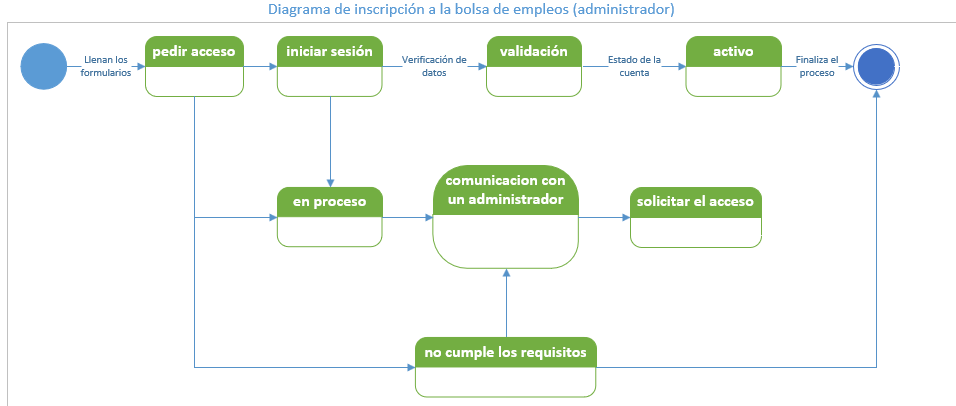 Diagrama de inscripción a la bolsa de empleos (administrador)
Llenan los
formularios
pedir acceso
iniciar sesión
Verificación de
datos
validación
Estado de la
cuenta
activo
Finaliza el
proceso
en proceso
comunicacion con
un administrador
solicitar el acceso
no cumple los requisitos